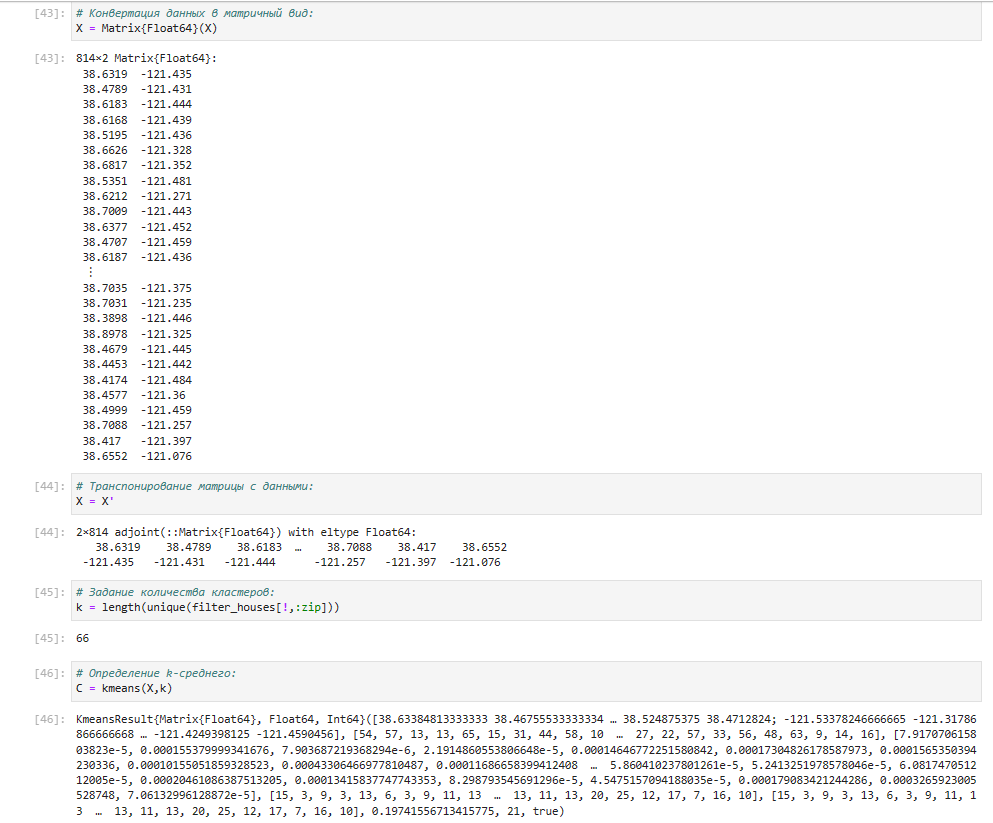 [43]: # Конвертация данных в матричный вид:
X = Matrix{Float64}(X)
[43]: 814×2 Matrix{Float64}:
38.6319 -121.435
38.4789 -121.431
38.6183 -121.444
38.6168 -121.439
38.5195 -121.436
38.6626 -121.328
38.6817 -121.352
38.5351 -121.481
38.6212 -121.271
38.7009 -121.443
38.6377 -121.452
38.4707 -121.459
38.6187 -121.436
⋮
38.7035 -121.375
38.7031 -121.235
38.3898 -121.446
38.8978 -121.325
38.4679 -121.445
38.4453 -121.442
38.4174 -121.484
38.4577 -121.36
38.4999 -121.459
38.7088 -121.257
38.417 -121.397
38.6552 -121.076
[44]: # Транспонирование матрицы с данными:
X = X'
[44]: 2×814 adjoint(::Matrix{Float64}) with eltype Float64:
38.6319 38.4789 38.6183 … 38.7088 38.417 38.6552
-121.435 -121.431 -121.444 -121.257 -121.397 -121.076
[45]: # Задание количества кластеров:
k = length(unique(filter_houses[!,:zip]))
[45]: 66
[46]: # Определение k-среднего:
C = kmeans(X,k)
[46]: KmeansResult{Matrix{Float64}, Float64, Int64}([38.63384813333333 38.46755533333334 … 38.524875375 38.4712824; -121.53378246666665 -121.31786
866666668 … -121.4249398125 -121.4590456], [54, 57, 13, 13, 65, 15, 31, 44, 58, 10 … 27, 22, 57, 33, 56, 48, 63, 9, 14, 16], [7.9170706158
03823e-5, 0.000155379999341676, 7.903687219368294e-6, 2.1914860553806648e-5, 0.00014646772251580842, 0.00017304826178587973, 0.0001565350394
230336, 0.00010155051859328523, 0.00043306466977810487, 0.00011686658399412408 … 5.860410237801261e-5, 5.2413251978578046e-5, 6.0817470512
12005e-5, 0.00020461086387513205, 0.00013415837747743353, 8.298793545691296e-5, 4.5475157094188035e-5, 0.000179083421244286, 0.0003265923005
528748, 7.06132996128872e-5], [15, 3, 9, 3, 13, 6, 3, 9, 11, 13 … 13, 11, 13, 20, 25, 12, 17, 7, 16, 10], [15, 3, 9, 3, 13, 6, 3, 9, 11, 1
3 … 13, 11, 13, 20, 25, 12, 17, 7, 16, 10], 0.19741556713415775, 21, true)